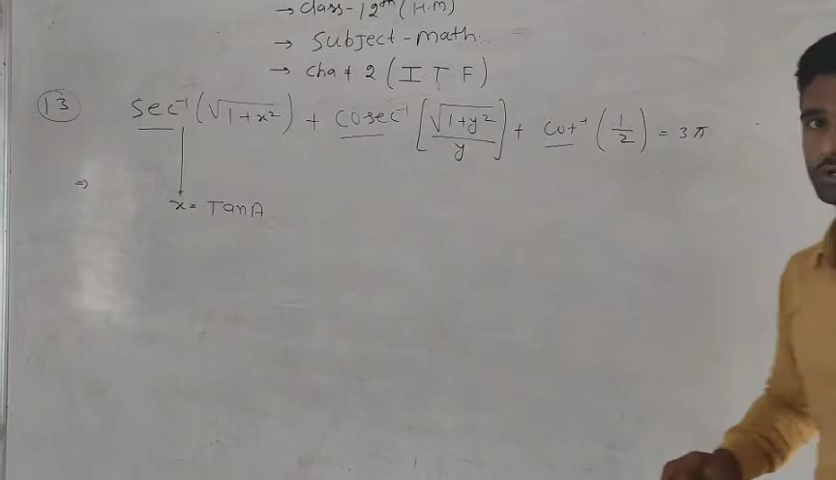 → class-12th (H.M)
→ Subject-math.
→ Cha # 2 (I.T.F)
13 sec⁻¹(√1+x²) + cosec⁻¹[√1+y²/y] + cot⁻¹(1/2) = 3π
⇒
x = TanA